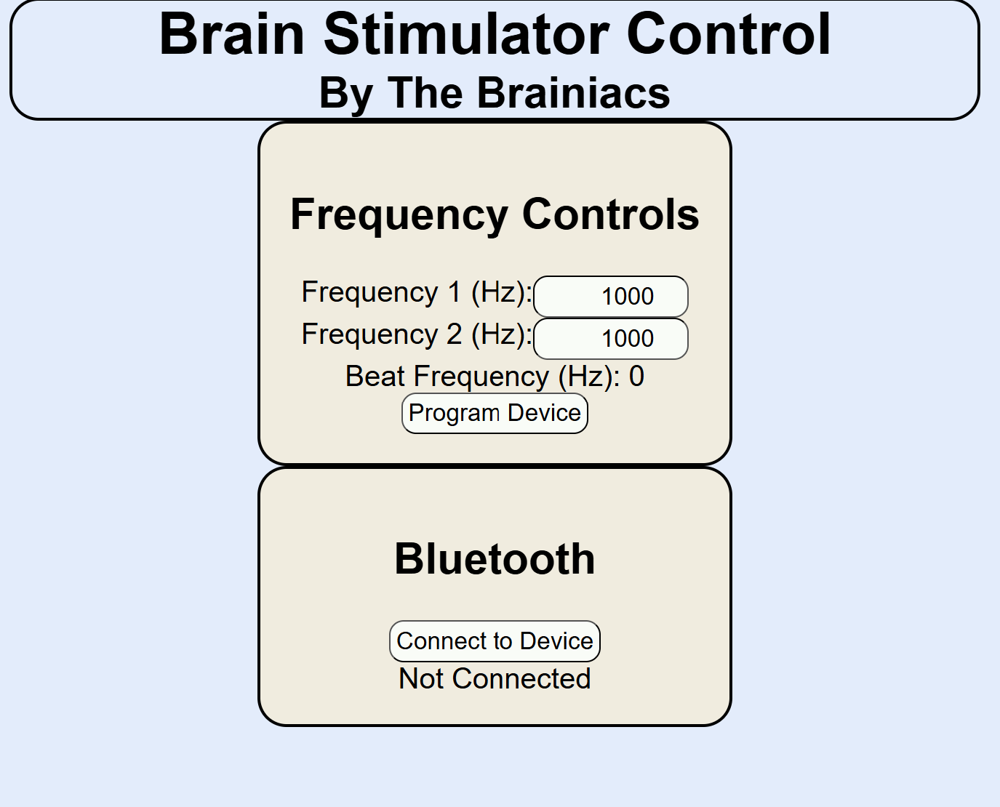 Brain Stimulator Control
By The Brainiacs
Frequency Controls
Frequency 1 (Hz): 1000
Frequency 2 (Hz): 1000
Beat Frequency (Hz): 0
Program Device
Bluetooth
Connect to Device
Not Connected